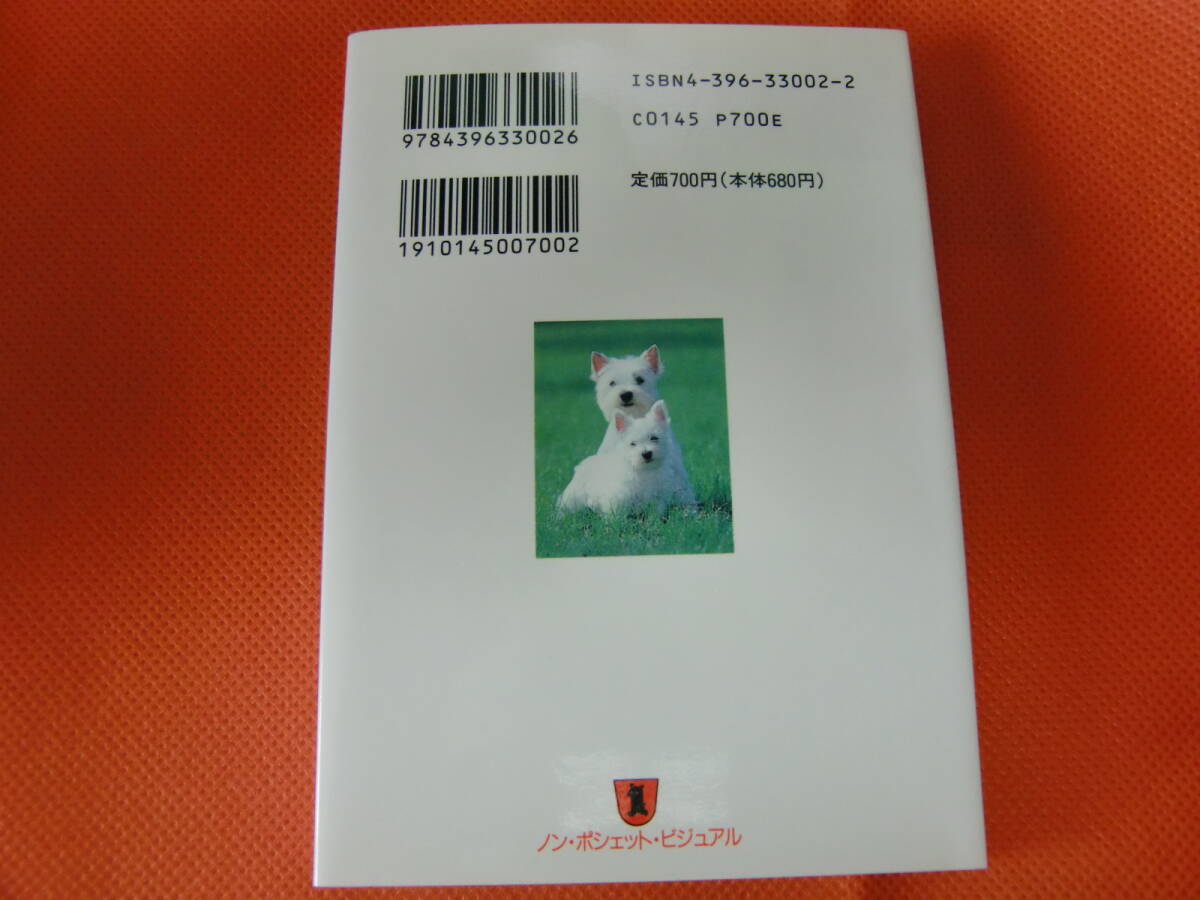 9784396330026
1910145007002
ISBN4-396-33002-2
C0145 P700E
定価700円(本体680円)
ノン・ポシェット・ビジュアル